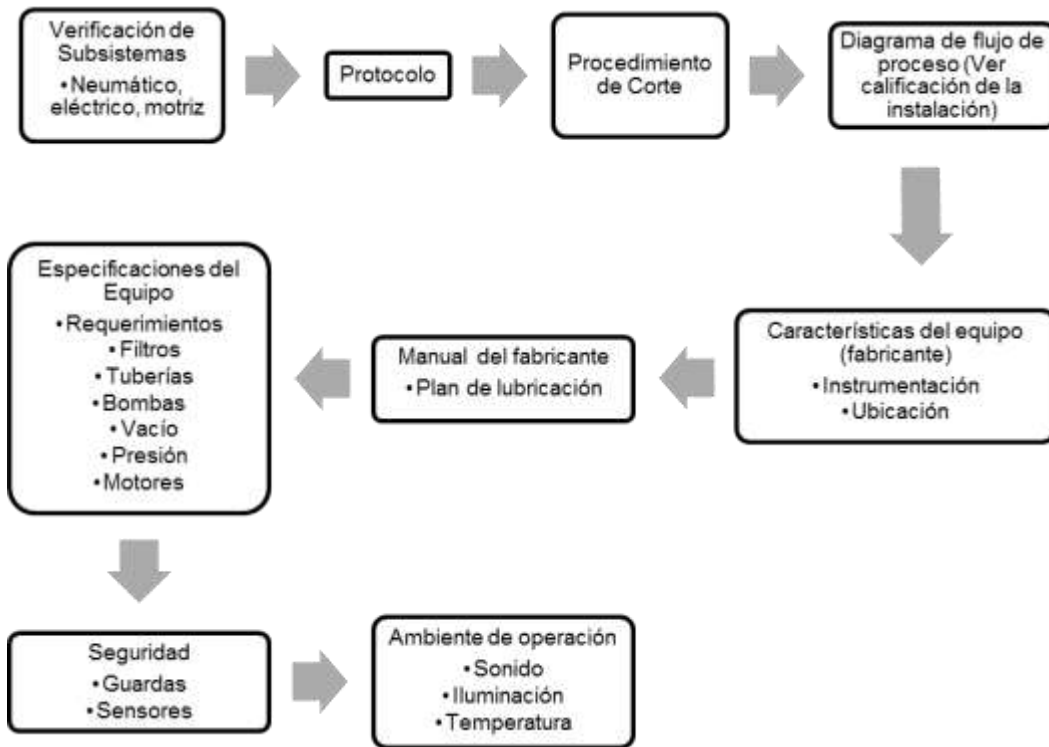 Verificación de
Subsistemas
•Neumático,
eléctrico, motriz
Protocolo
Procedimiento
de Corte
Diagrama de flujo de
proceso (Ver
calificación de la
instalación)
Características del equipo
(fabricante)
•Instrumentación
•Ubicación
Manual del fabricante
•Plan de lubricación
Especificaciones del
Equipo
•Requerimientos
•Filtros
•Tuberías
•Bombas
•Vacío
•Presión
•Motores
Seguridad
•Guardas
•Sensores
Ambiente de operación
•Sonido
•Iluminación
•Temperatura